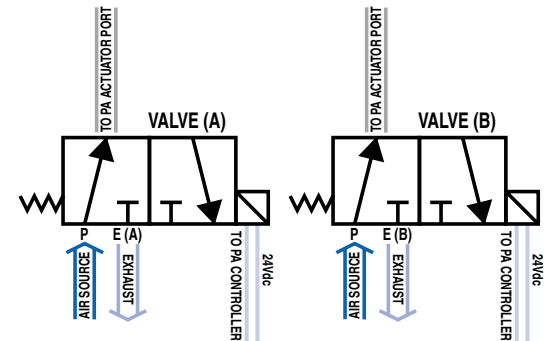 TO PA ACTUATOR PORT
VALVE (A)
P
E (A)
AIR SOURCE
EXHAUST
TO PA CONTROLLER
24Vdc
TO PA ACTUATOR PORT
VALVE (B)
P
E (B)
AIR SOURCE
EXHAUST
TO PA CONTROLLER
24Vdc